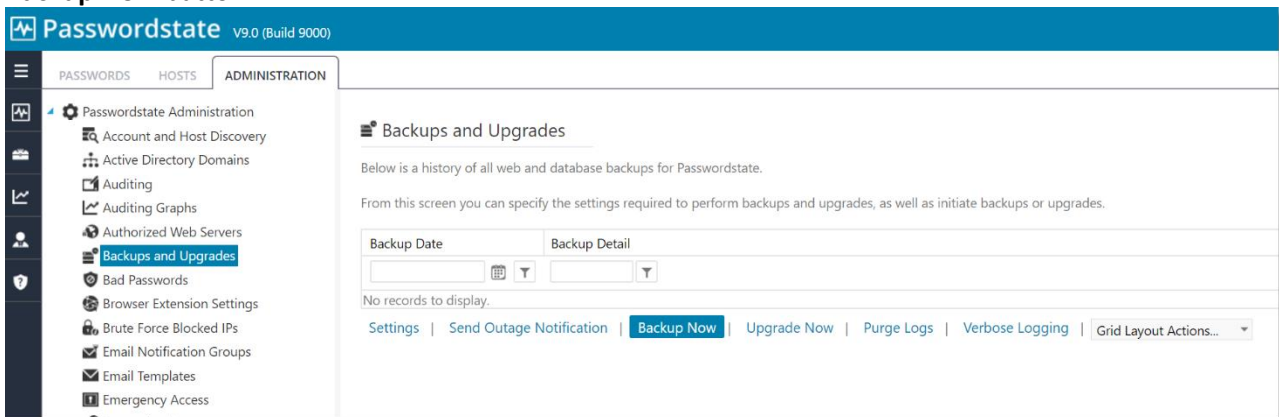 Passwordstate V9.0 (Build 9000)
PASSWORDS HOSTS ADMINISTRATION
Passwordstate Administration
Account and Host Discovery
Active Directory Domains
Auditing
Auditing Graphs
Authorized Web Servers
Backups and Upgrades
Bad Passwords
Browser Extension Settings
Brute Force Blocked IPs
Email Notification Groups
Email Templates
Emergency Access
Backups and Upgrades
Below is a history of all web and database backups for Passwordstate.
From this screen you can specify the settings required to perform backups and upgrades, as well as initiate backups or upgrades.
Backup Date Backup Detail
No records to display.
Settings | Send Outage Notification | Backup Now | Upgrade Now | Purge Logs | Verbose Logging | Grid Layout Actions...